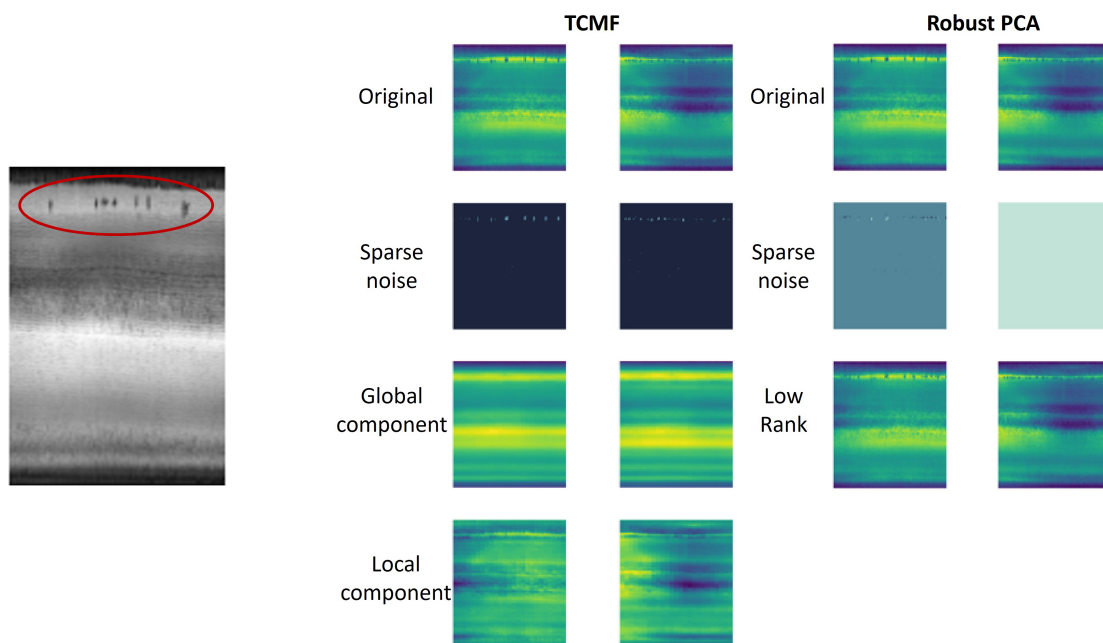 TCMF
Robust PCA
Original
Original
Sparse
noise
Sparse
noise
Global
component
Low
Rank
Local
component